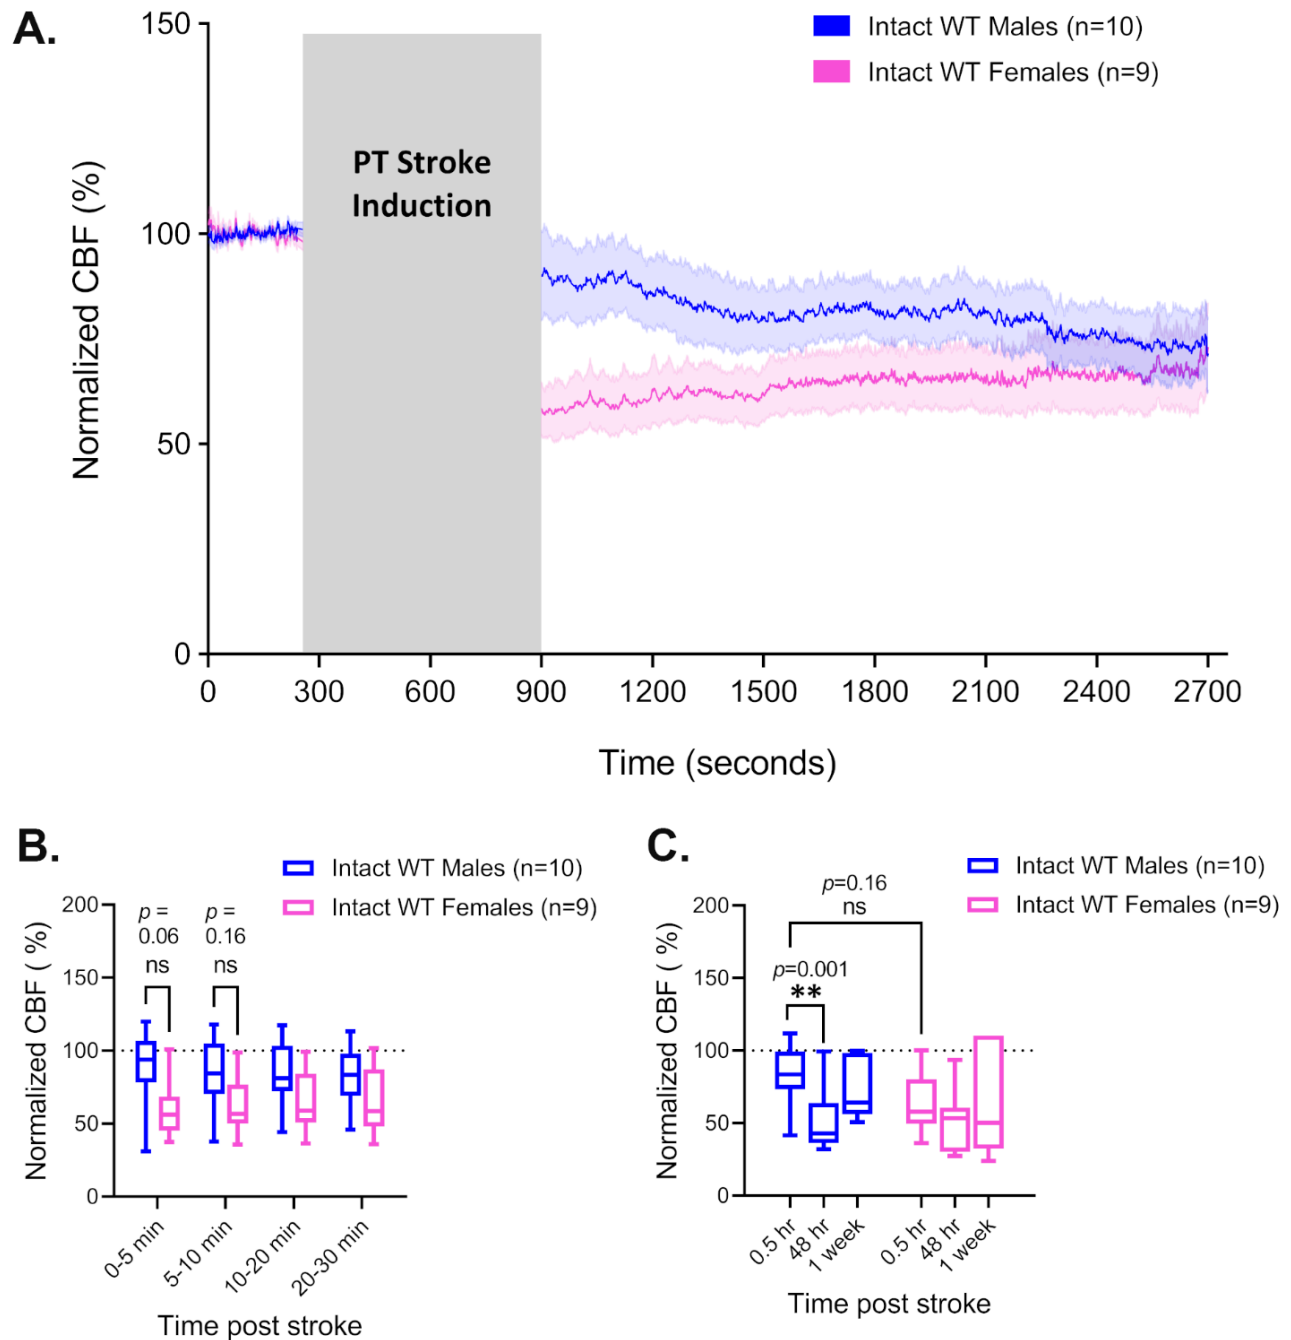 A.
Intact WT Males (n=10)
Intact WT Females (n=9)
Normalized CBF (%)
150
100
50
0
PT Stroke
Induction
0 300 600 900 1200 1500 1800 2100 2400 2700
Time (seconds)
B.
Intact WT Males (n=10)
Intact WT Females (n=9)
Normalized CBF ( %)
200
150
100
50
0
p =
0.06
ns
p =
0.16
ns
0-5 min
5-10 min
10-20 min
20-30 min
Time post stroke
C.
Intact WT Males (n=10)
Intact WT Females (n=9)
Normalized CBF ( %)
200
150
100
50
0
p=0.16
ns
p=0.001
**
0.5 hr
48 hr
1 week
0.5 hr
48 hr
1 week
Time post stroke